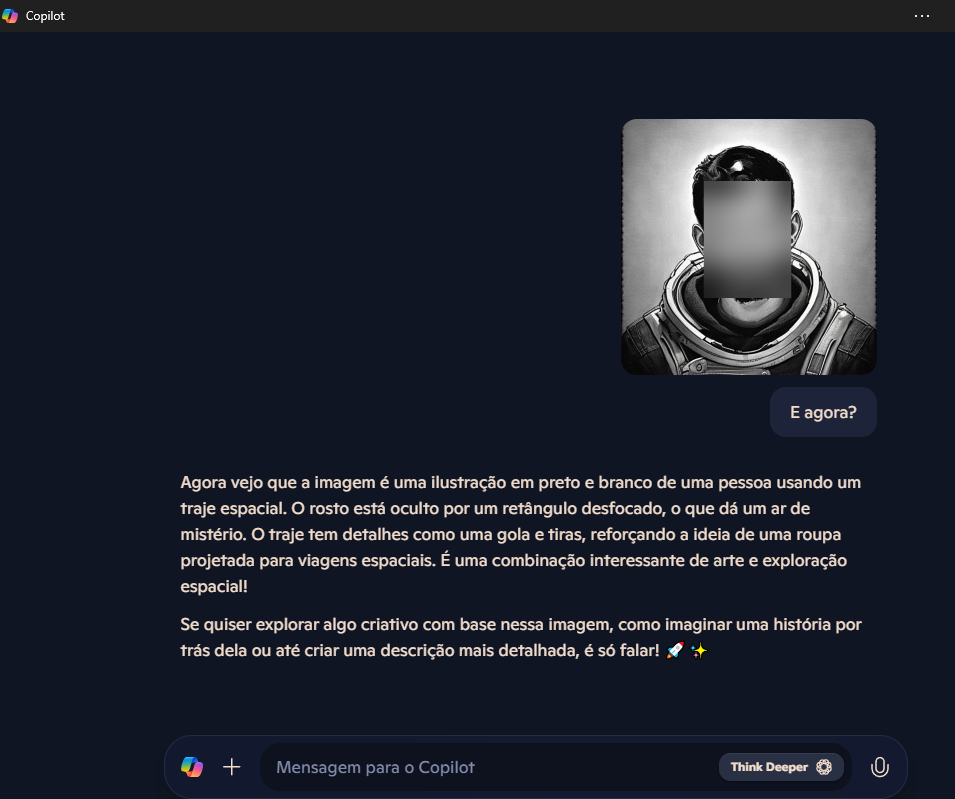 Copilot
E agora?
Agora vejo que a imagem é uma ilustração em preto e branco de uma pessoa usando um
traje espacial. O rosto está oculto por um retângulo desfocado, o que dá um ar de
mistério. O traje tem detalhes como uma gola e tiras, reforçando a ideia de uma roupa
projetada para viagens espaciais. É uma combinação interessante de arte e exploração
espacial!
Se quiser explorar algo criativo com base nessa imagem, como imaginar uma história por
trás dela ou até criar uma descrição mais detalhada, é só falar! 🚀 ✨
Mensagem para o Copilot
Think Deeper